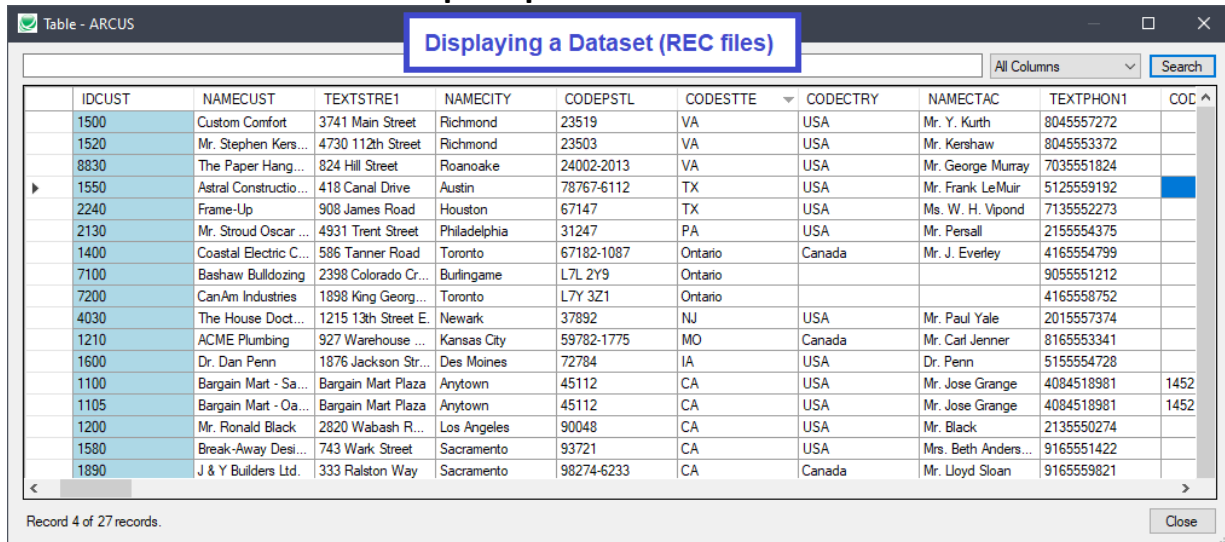 Table - ARCUS
Displaying a Dataset (REC files)
All Columns Search
IDCUST NAMECUST TEXTSTRE1 NAMECITY CODEPSTL CODESTTE CODECTRY NAMECTAC TEXTPHON1 COD
1500 Custom Comfort 3741 Main Street Richmond 23519 VA USA Mr. Y. Kurth 8045557272
1520 Mr. Stephen Kers... 4730 112th Street Richmond 23503 VA USA Mr. Kershaw 8045553372
8830 The Paper Hang... 824 Hill Street Roanoake 24002-2013 VA USA Mr. George Murray 7035551824
1550 Astral Constructio... 418 Canal Drive Austin 78767-6112 TX USA Mr. Frank LeMuir 5125559192
2240 Frame-Up 908 James Road Houston 67147 TX USA Ms. W. H. Vipond 7135552273
2130 Mr. Stroud Oscar ... 4931 Trent Street Philadelphia 31247 PA USA Mr. Persall 2155554375
1400 Coastal Electric C... 586 Tanner Road Toronto 67182-1087 Ontario Canada Mr. J. Everley 4165554799
7100 Bashaw Bulldozing 2398 Colorado Cr... Burlingame L7L 2Y9 Ontario 9055551212
7200 CanAm Industries 1898 King Georg... Toronto L7Y 3Z1 Ontario 4165558752
4030 The House Doct... 1215 13th Street E. Newark 37892 NJ USA Mr. Paul Yale 2015557374
1210 ACME Plumbing 927 Warehouse ... Kansas City 59782-1775 MO Canada Mr. Carl Jenner 8165553341
1600 Dr. Dan Penn 1876 Jackson Str... Des Moines 72784 IA USA Dr. Penn 5155554728
1100 Bargain Mart - Sa... Bargain Mart Plaza Anytown 45112 CA USA Mr. Jose Grange 4084518981 1452
1105 Bargain Mart - Oa... Bargain Mart Plaza Anytown 45112 CA USA Mr. Jose Grange 4084518981 1452
1200 Mr. Ronald Black 2820 Wabash R... Los Angeles 90048 CA USA Mr. Black 2135550274
1580 Break-Away Desi... 743 Wark Street Sacramento 93721 CA USA Mrs. Beth Anders... 9165551422
1890 J & Y Builders Ltd. 333 Ralston Way Sacramento 98274-6233 CA Canada Mr. Lloyd Sloan 9165559821
Record 4 of 27 records. Close